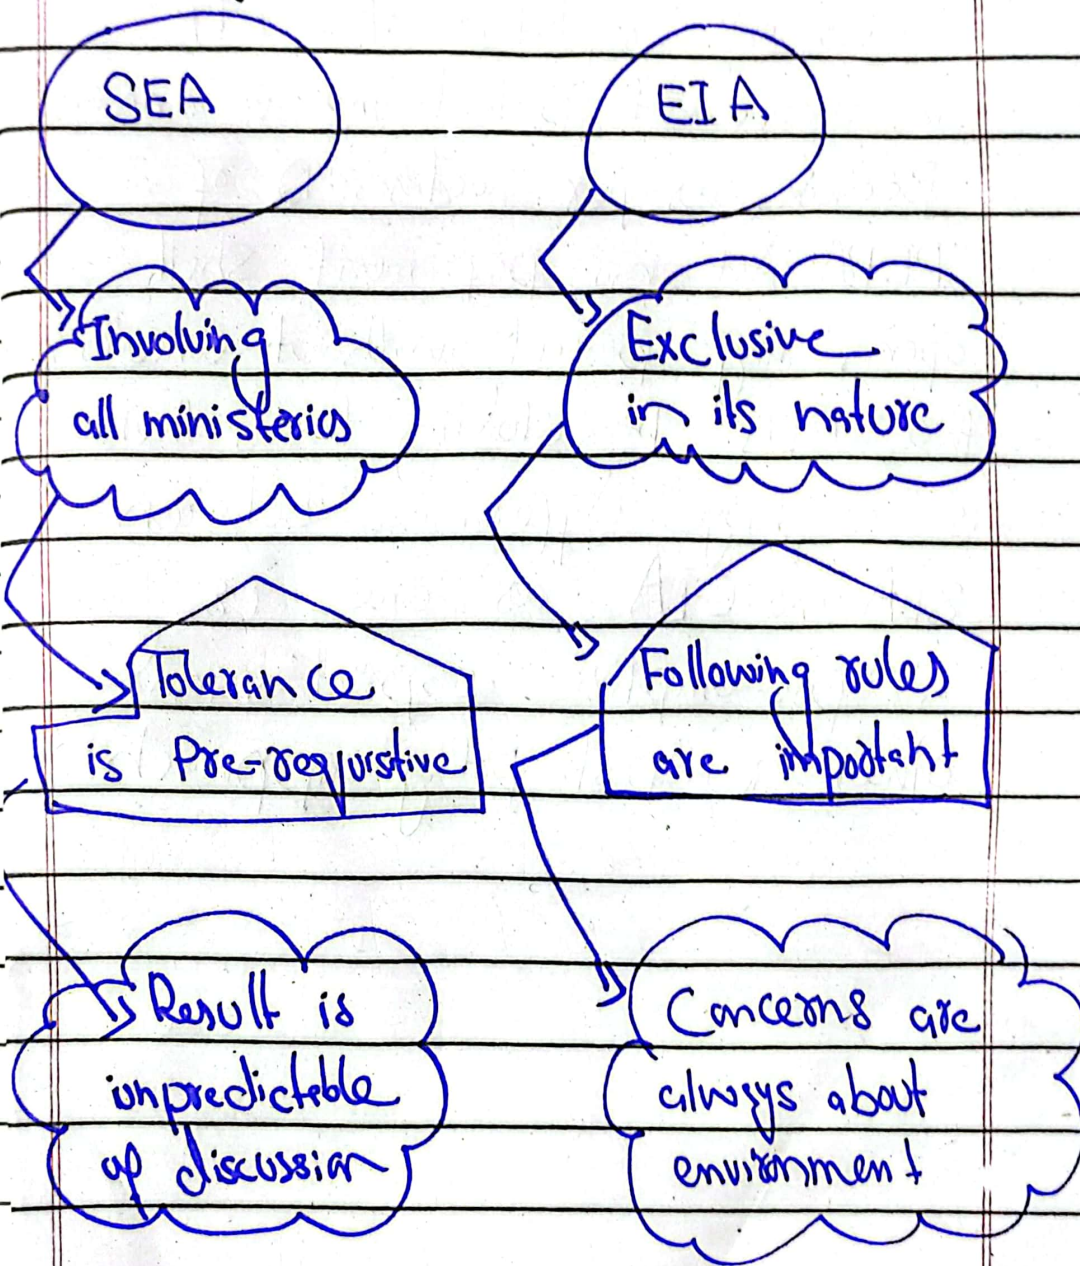 SEA
Involving
all ministeries
Tolerance
is Pre-requistive
Result is
unpredictable
of discussion
EIA
Exclusive
in its nature
Following rules
are important
Concerns are
always about
environment